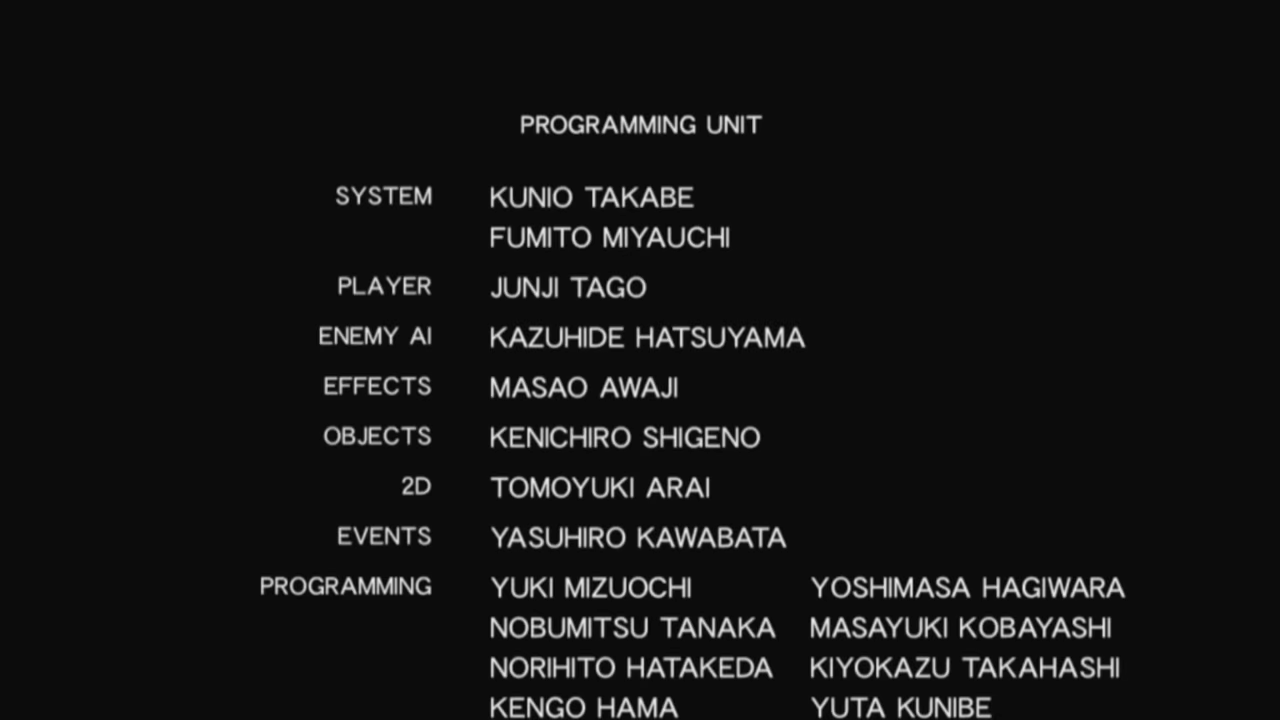 PROGRAMMING UNIT
SYSTEM KUNIO TAKABE
FUMITO MIYAUCHI
PLAYER JUNJI TAGO
ENEMY AI KAZUHIDE HATSUYAMA
EFFECTS MASAO AWAJI
OBJECTS KENICHIRO SHIGENO
2D TOMOYUKI ARAI
EVENTS YASUHIRO KAWABATA
PROGRAMMING YUKI MIZUOCHI YOSHIMASA HAGIWARA
NOBUMITSU TANAKA MASAYUKI KOBAYASHI
NORIHITO HATAKEDA KIYOKAZU TAKAHASHI
KENGO HAMA YUTA KUNIBE